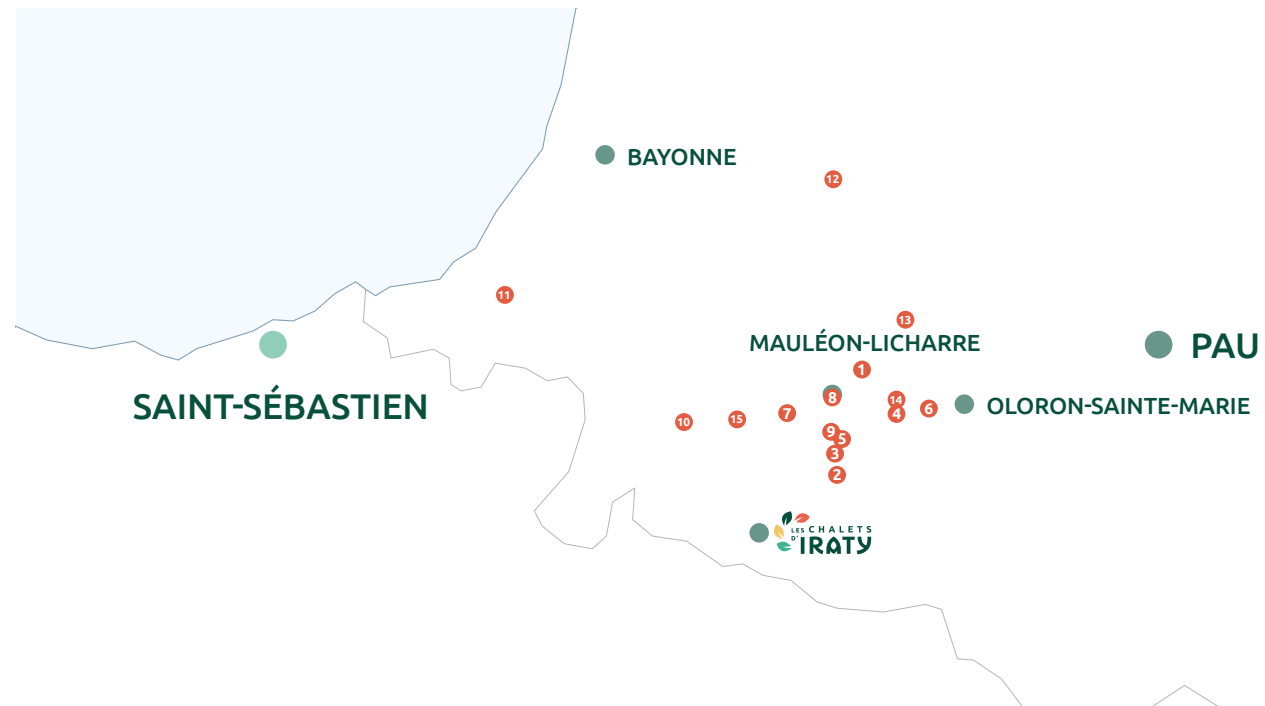 BAYONNE
12
11
13
MAULÉON-LICHARRE
PAU
1
8
14
SAINT-SÉBASTIEN
10
15
7
4
6
OLORON-SAINTE-MARIE
9
5
3
2
LES CHALETS
D'IRATY